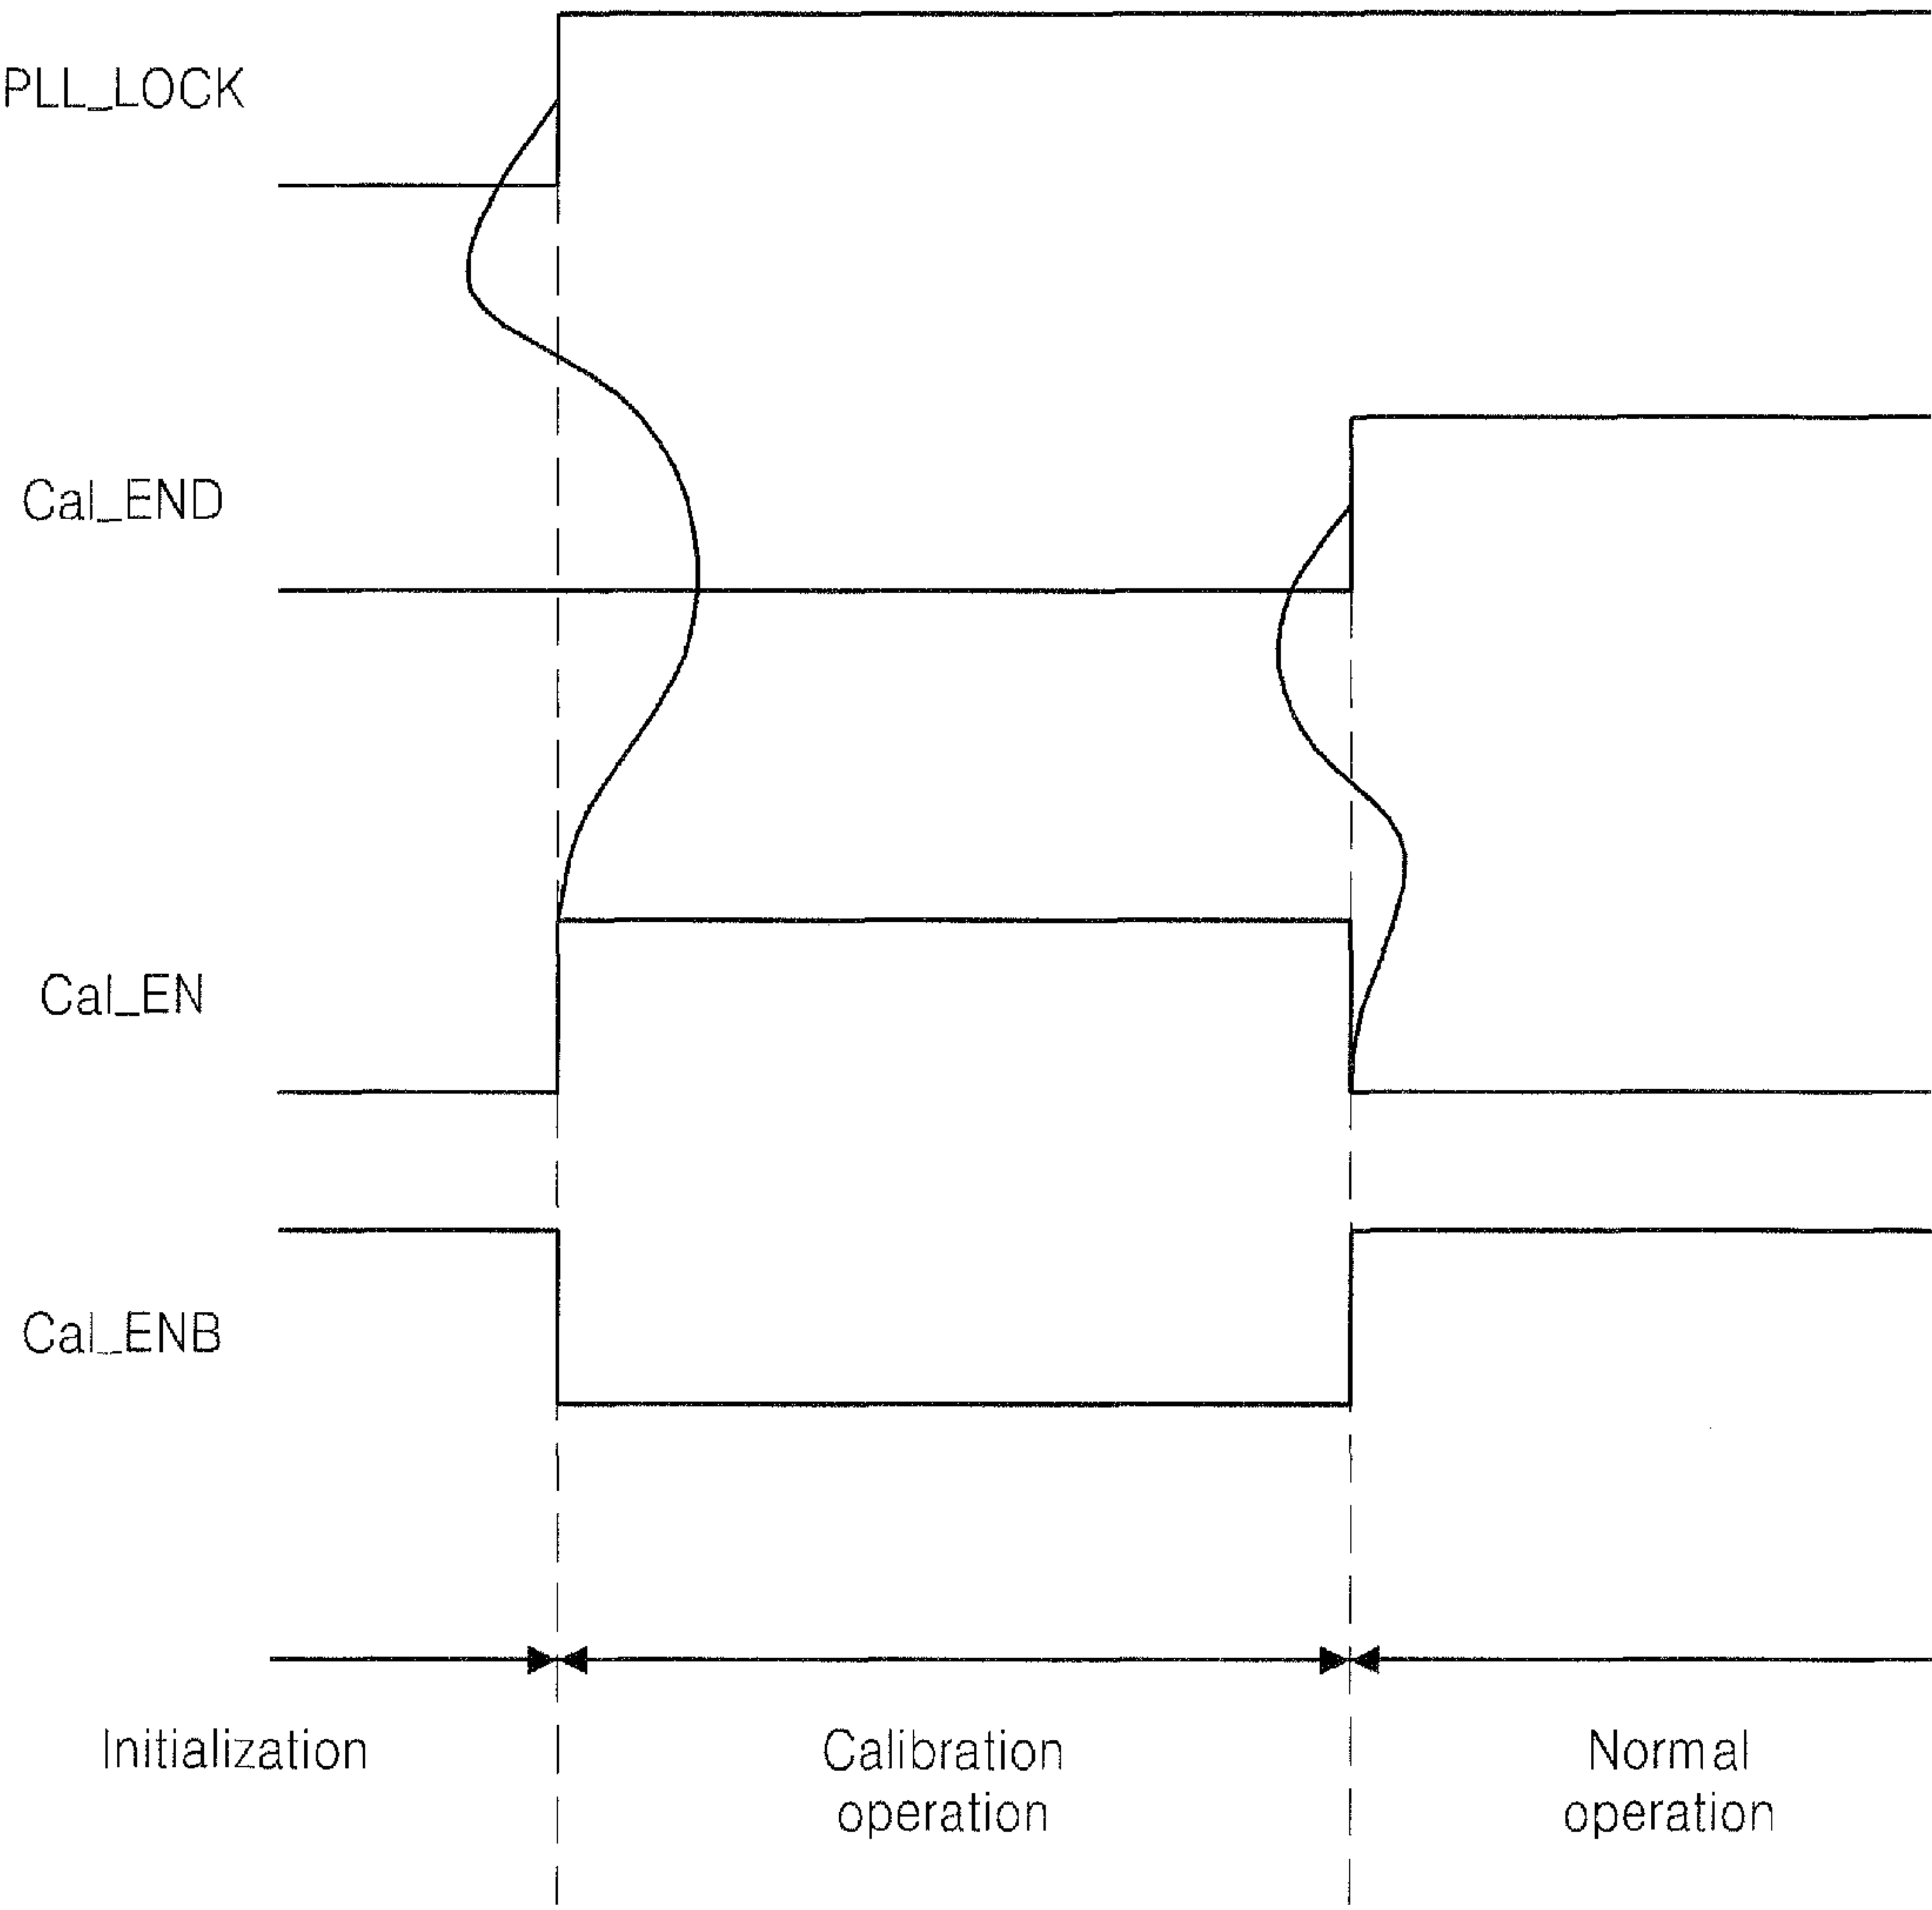 PLL_LOCK
Cal_END
Cal_EN
Cal_ENB
Initialization
Calibration
operation
Normal
operation